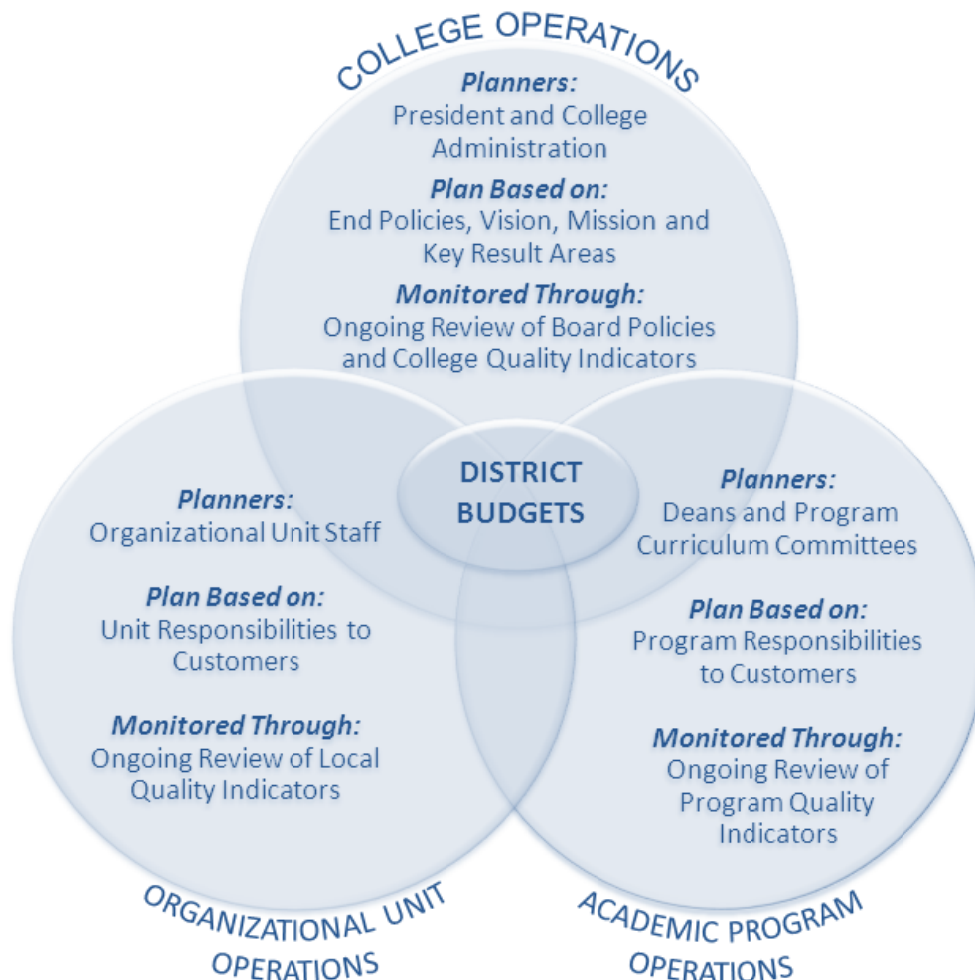 COLLEGE OPERATIONS
Planners:
President and College
Administration
Plan Based on:
End Policies, Vision, Mission and
Key Result Areas
Monitored Through:
Ongoing Review of Board Policies
and College Quality Indicators
DISTRICT
BUDGETS
Planners:
Organizational Unit Staff
Plan Based on:
Unit Responsibilities to
Customers
Monitored Through:
Ongoing Review of Local
Quality Indicators
ORGANIZATIONAL UNIT
OPERATIONS
Planners:
Deans and Program
Curriculum Committees
Plan Based on:
Program Responsibilities
to Customers
Monitored Through:
Ongoing Review of
Program Quality
Indicators
ACADEMIC PROGRAM
OPERATIONS